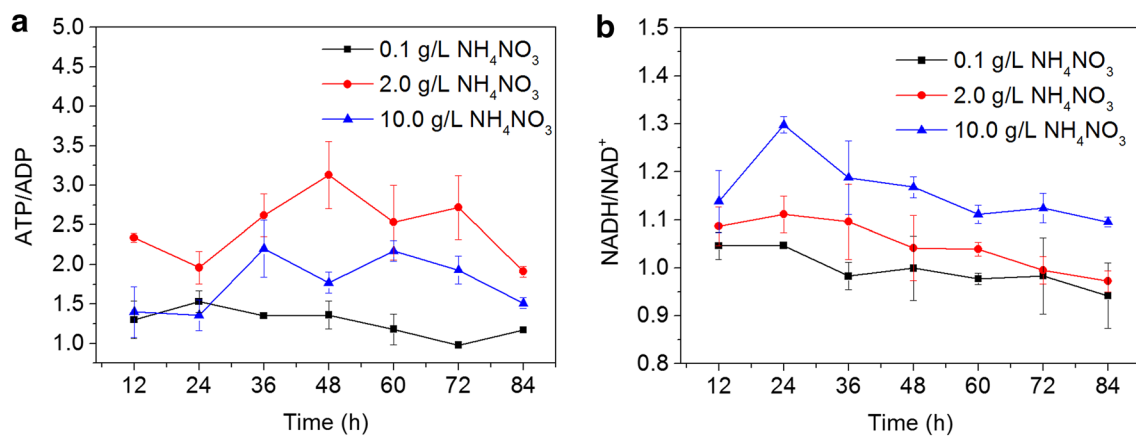 a
ATP/ADP
5.0
4.5
4.0
3.5
3.0
2.5
2.0
1.5
1.0
0.1 g/L NH₄NO₃
2.0 g/L NH₄NO₃
10.0 g/L NH₄NO₃
12 24 36 48 60 72 84
Time (h)
b
NADH/NAD⁺
1.5
1.4
1.3
1.2
1.1
1.0
0.9
0.8
0.1 g/L NH₄NO₃
2.0 g/L NH₄NO₃
10.0 g/L NH₄NO₃
12 24 36 48 60 72 84
Time (h)